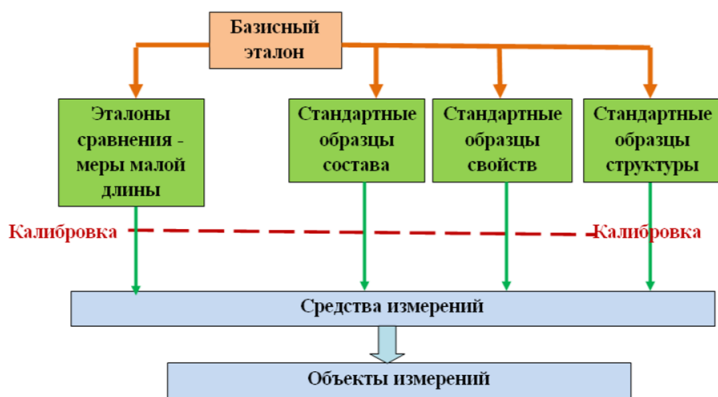 Базисный
эталон
Эталоны
сравнения -
меры малой
длины
Стандартные
образцы
состава
Стандартные
образцы
свойств
Стандартные
образцы
структуры
Калибровка
Калибровка
Средства измерений
Объекты измерений